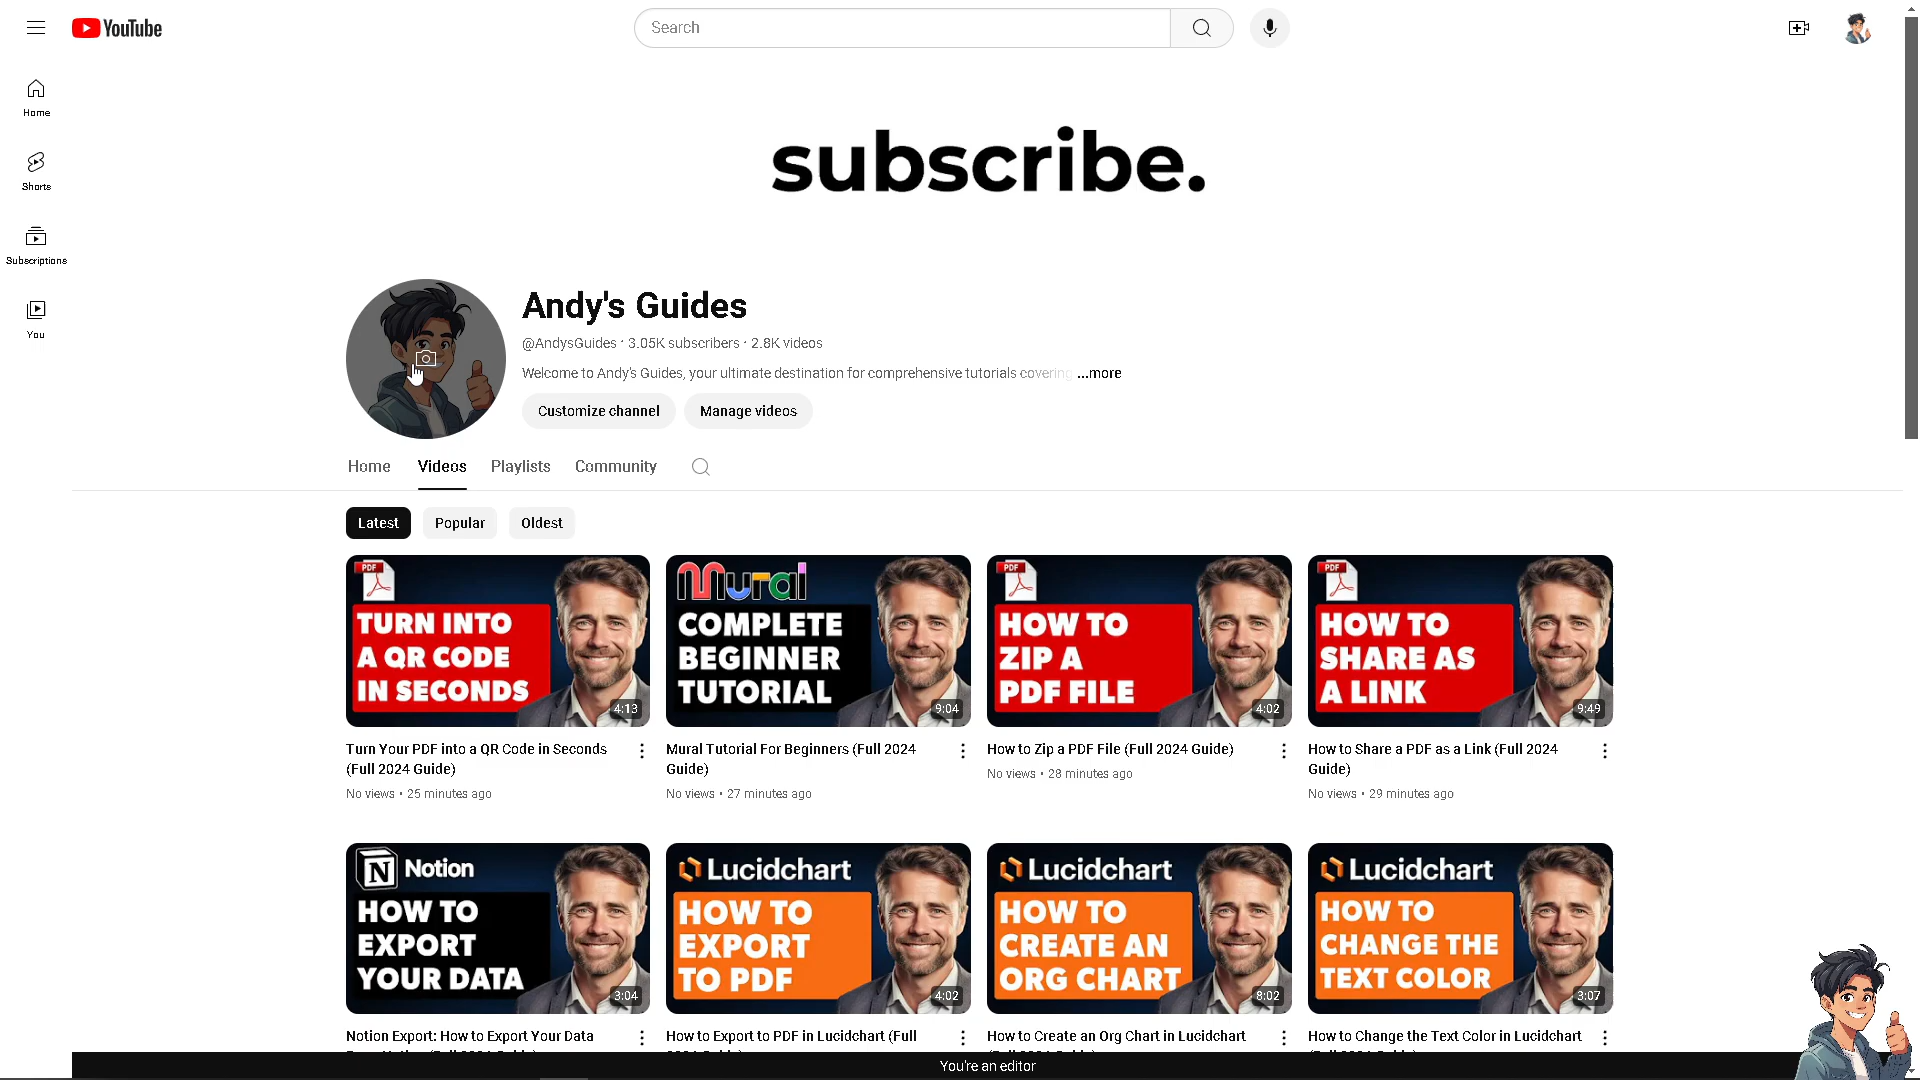 YouTube
Search
Home
Shorts
Subscriptions
You
subscribe.
Andy's Guides
@AndysGuides · 3.05K subscribers · 2.8K videos
Welcome to Andy's Guides, your ultimate destination for comprehensive tutorials covering ...more
Customize channel
Manage videos
Home
Videos
Playlists
Community
Latest
Popular
Oldest
PDF
TURN INTO
A QR CODE
IN SECONDS
4:13
Mural
COMPLETE
BEGINNER
TUTORIAL
9:04
PDF
HOW TO
ZIP A
PDF FILE
4:02
PDF
HOW TO
SHARE AS
A LINK
9:49
Turn Your PDF into a QR Code in Seconds
(Full 2024 Guide)
No views • 25 minutes ago
Mural Tutorial For Beginners (Full 2024
Guide)
No views • 27 minutes ago
How to Zip a PDF File (Full 2024 Guide)
No views • 28 minutes ago
How to Share a PDF as a Link (Full 2024
Guide)
No views • 29 minutes ago
N Notion
HOW TO
EXPORT
YOUR DATA
3:04
Lucidchart
HOW TO
EXPORT
TO PDF
4:02
Lucidchart
HOW TO
CREATE AN
ORG CHART
8:02
Lucidchart
HOW TO
CHANGE THE
TEXT COLOR
3:07
Notion Export: How to Export Your Data
How to Export to PDF in Lucidchart (Full
How to Create an Org Chart in Lucidchart
How to Change the Text Color in Lucidchart
You're an editor